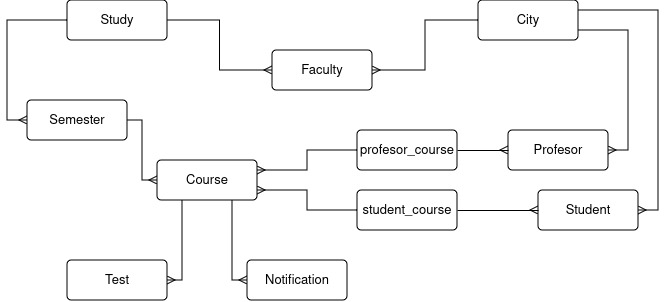 Study
City
Faculty
Semester
profesor_course
Profesor
Course
student_course
Student
Test
Notification